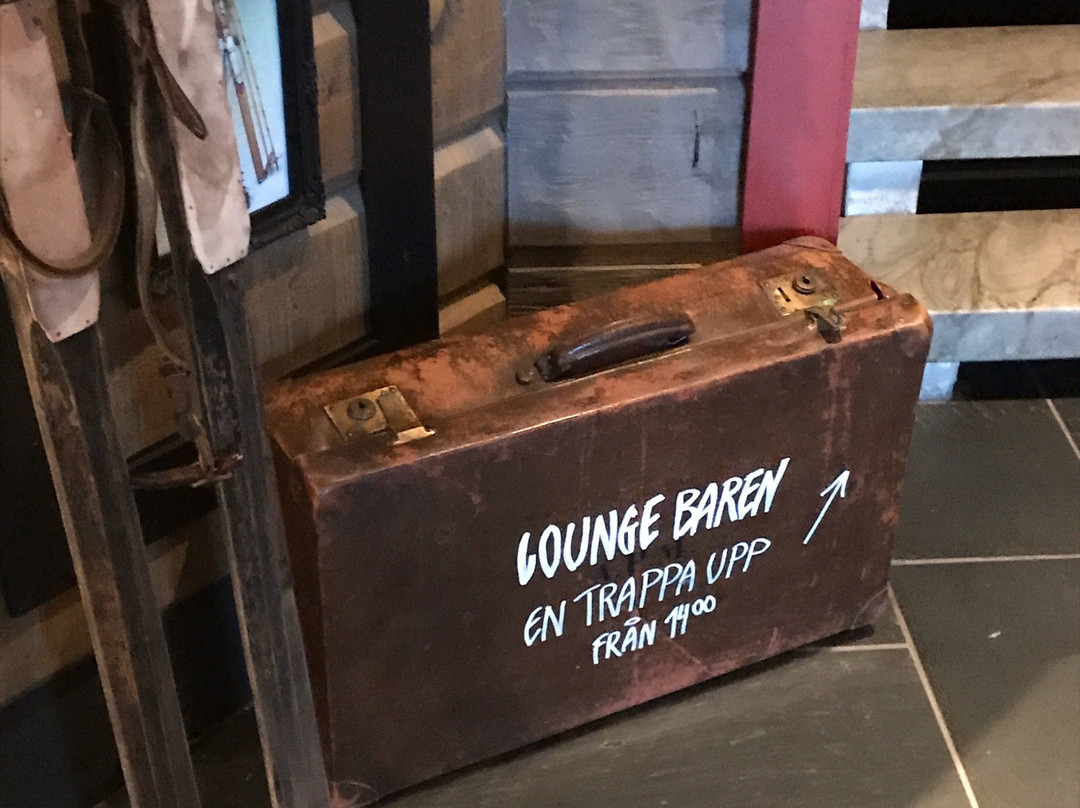 LOUNGE BAREN
EN TRAPPA UPP
FRÅN 14⁰⁰